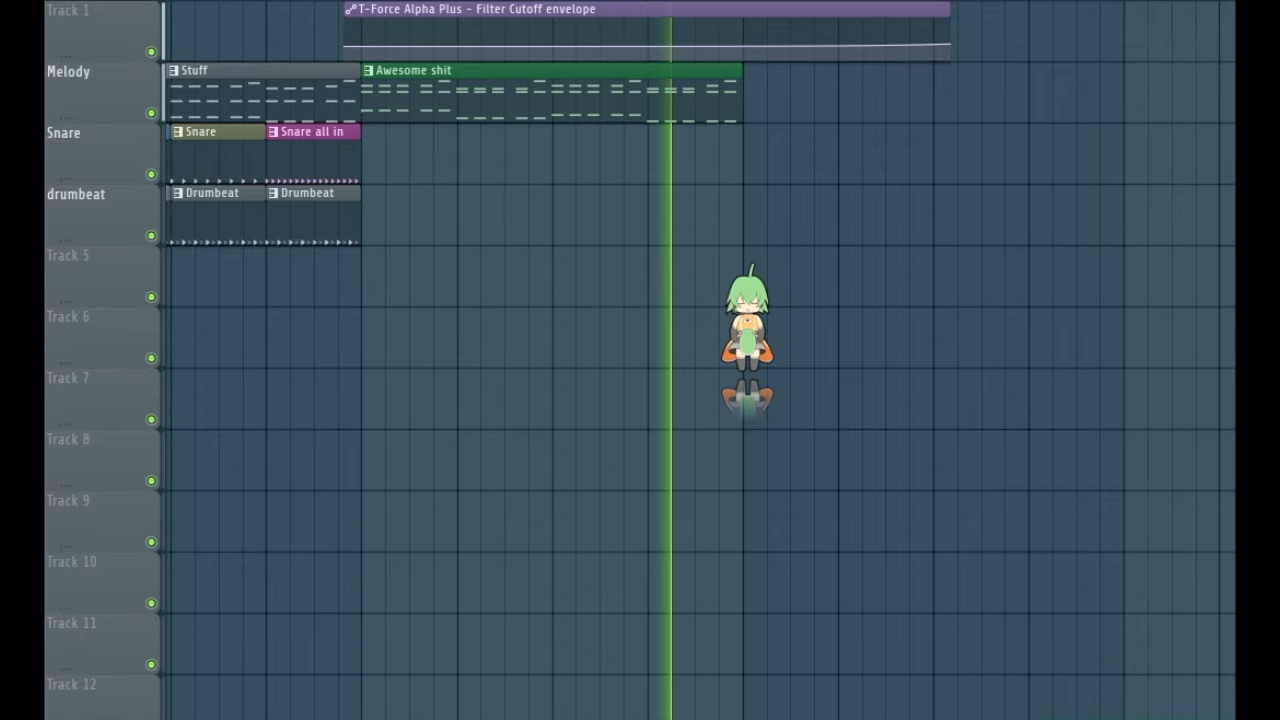 Track 1
T-Force Alpha Plus - Filter Cutoff envelope
...
Melody
Stuff
Awesome shit
...
Snare
Snare
Snare all in
...
drumbeat
Drumbeat
Drumbeat
...
Track 5
...
Track 6
...
Track 7
...
Track 8
...
Track 9
...
Track 10
...
Track 11
...
Track 12